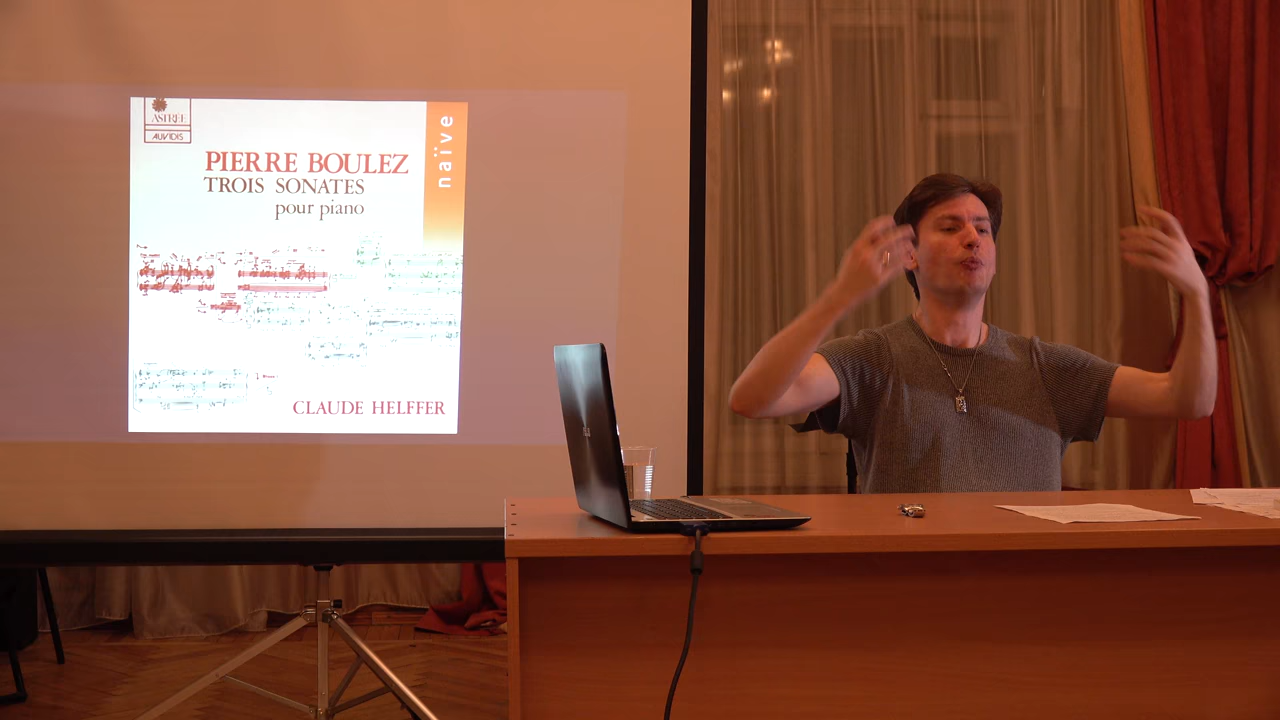 ASTRÉE
AUVIDIS
naïve
PIERRE BOULEZ
TROIS SONATES
pour piano
CLAUDE HELFFER